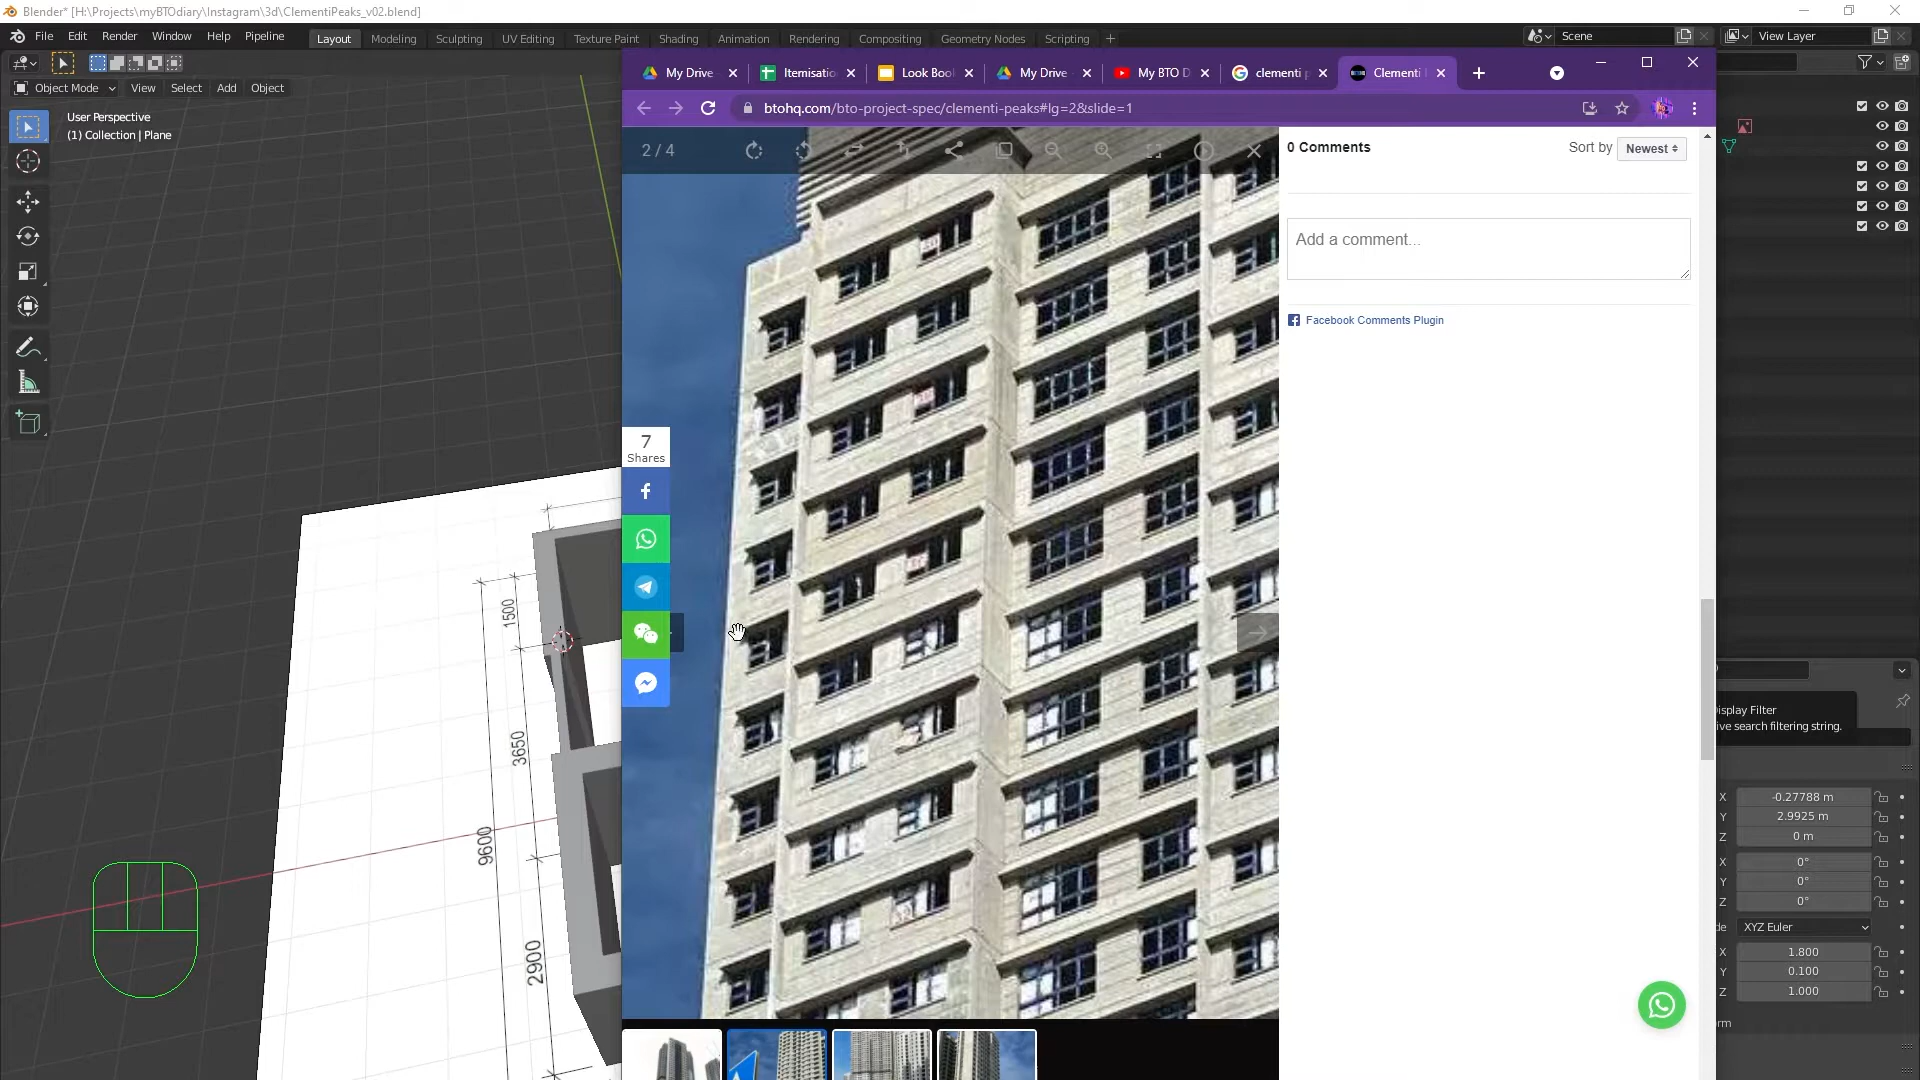 Blender* [H:\Projects\myBTOdiary\Instagram\3d\ClementiPeaks_v02.blend]
File Edit Render Window Help Pipeline
Layout Modeling Sculpting UV Editing Texture Paint Shading Animation Rendering Compositing Geometry Nodes Scripting +
Scene
View Layer
Object Mode View Select Add Object
User Perspective
(1) Collection | Plane
My Drive
Itemisatio
Look Boo
My Drive
My BTO D
clementi p
Clementi
btohq.com/bto-project-spec/clementi-peaks#lg=2&slide=1
2 / 4
0 Comments
Sort by Newest
Add a comment...
Facebook Comments Plugin
7
Shares
1500
3650
9600
2900
isplay Filter
ive search filtering string.
X -0.27788 m
Y 2.9925 m
Z 0 m
X 0°
Y 0°
Z 0°
de XYZ Euler
X 1.800
Y 0.100
Z 1.000
rm